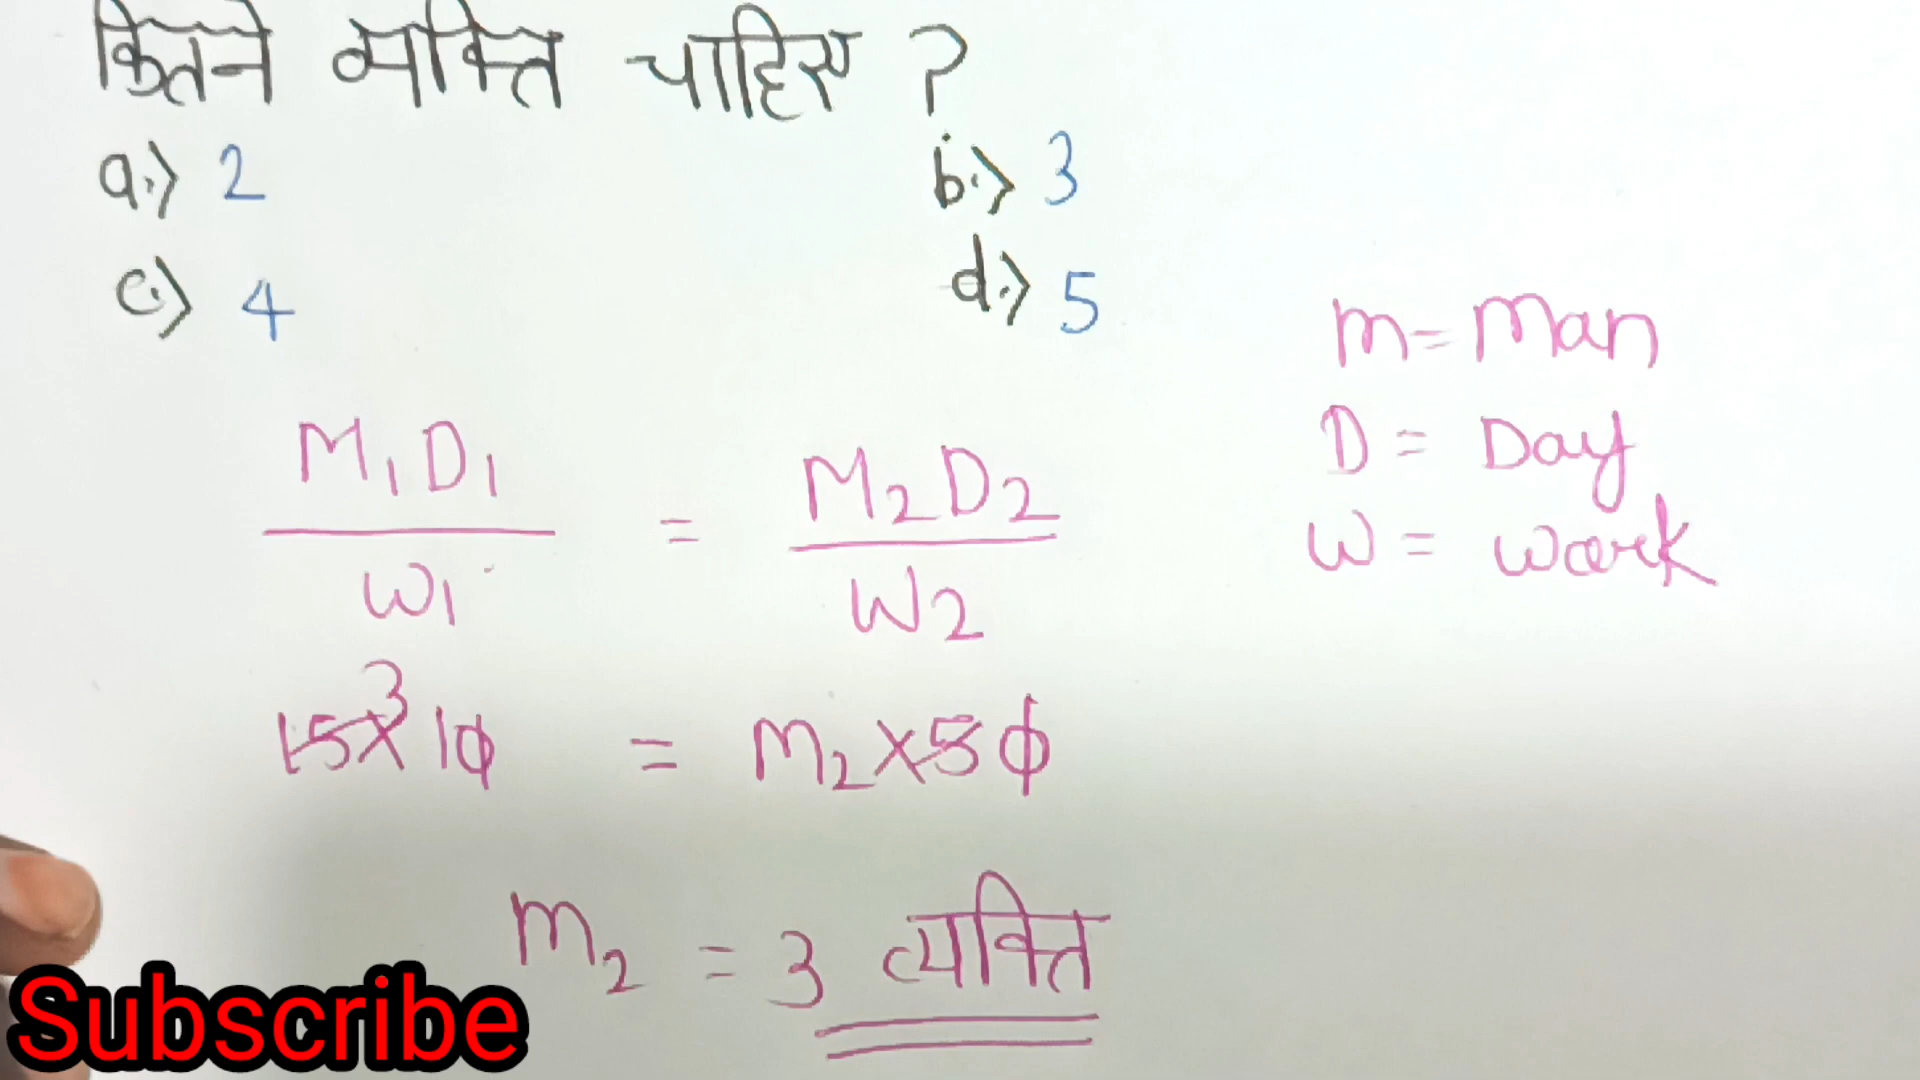 कितने व्यक्ति चाहिए ?
a.) 2
b.) 3
c.) 4
d.) 5
m = Man
D = Day
W = work
M1D1 / W1 = M2D2 / W2
3
15×10 = m2×50
m2 = 3 व्यक्ति
Subscribe